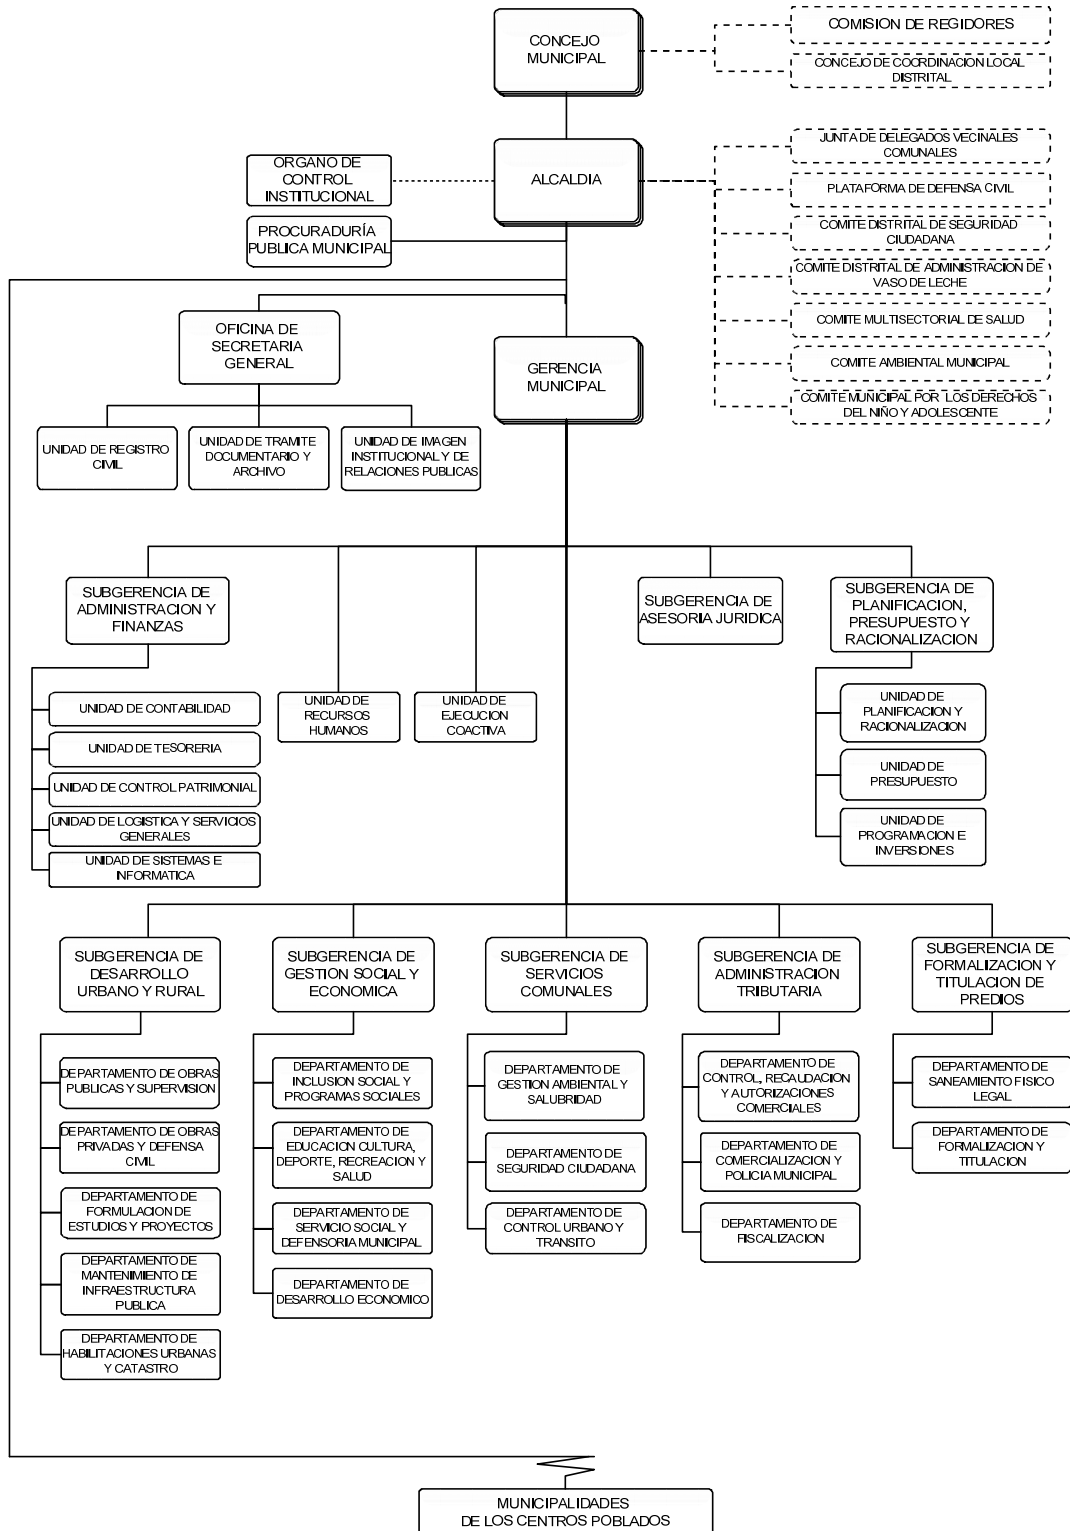 CONCEJO
MUNICIPAL
COMISION DE REGIDORES
CONCEJO DE COORDINACION LOCAL
DISTRITAL
ORGANO DE
CONTROL
INSTITUCIONAL
ALCALDIA
JUNTA DE DELEGADOS VECINALES
COMUNALES
PLATAFORMA DE DEFENSA CIVIL
PROCURADURÍA
PUBLICA MUNICIPAL
COMITE DISTRITAL DE SEGURIDAD
CIUDADANA
COMITE DISTRITAL DE ADMINISTRACION DE
VASO DE LECHE
COMITE MULTISECTORIAL DE SALUD
COMITE AMBIENTAL MUNICIPAL
COMITE MUNICIPAL POR LOS DERECHOS
DEL NIÑO Y ADOLESCENTE
OFICINA DE
SECRETARIA
GENERAL
GERENCIA
MUNICIPAL
UNIDAD DE REGISTRO
CIVIL
UNIDAD DE TRAMITE
DOCUMENTARIO Y
ARCHIVO
UNIDAD DE IMAGEN
INSTITUCIONAL Y DE
RELACIONES PUBLICAS
SUBGERENCIA DE
ADMINISTRACION Y
FINANZAS
SUBGERENCIA DE
ASESORIA JURIDICA
SUBGERENCIA DE
PLANIFICACION,
PRESUPUESTO Y
RACIONALIZACION
UNIDAD DE CONTABILIDAD
UNIDAD DE TESORERIA
UNIDAD DE CONTROL PATRIMONIAL
UNIDAD DE LOGISTICA Y SERVICIOS
GENERALES
UNIDAD DE SISTEMAS E
INFORMATICA
UNIDAD DE
RECURSOS
HUMANOS
UNIDAD DE
EJECUCION
COACTIVA
UNIDAD DE
PLANIFICACION Y
RACIONALIZACION
UNIDAD DE
PRESUPUESTO
UNIDAD DE
PROGRAMACION E
INVERSIONES
SUBGERENCIA DE
DESARROLLO
URBANO Y RURAL
SUBGERENCIA DE
GESTION SOCIAL Y
ECONOMICA
SUBGERENCIA DE
SERVICIOS
COMUNALES
SUBGERENCIA DE
ADMINISTRACION
TRIBUTARIA
SUBGERENCIA DE
FORMALIZACION Y
TITULACION DE
PREDIOS
DEPARTAMENTO DE OBRAS
PUBLICAS Y SUPERVISION
DEPARTAMENTO DE OBRAS
PRIVADAS Y DEFENSA
CIVIL
DEPARTAMENTO DE
FORMULACION DE
ESTUDIOS Y PROYECTOS
DEPARTAMENTO DE
MANTENIMIENTO DE
INFRAESTRUCTURA
PUBLICA
DEPARTAMENTO DE
HABILITACIONES URBANAS
Y CATASTRO
DEPARTAMENTO DE
INCLUSION SOCIAL Y
PROGRAMAS SOCIALES
DEPARTAMENTO DE
EDUCACION CULTURA,
DEPORTE, RECREACION Y
SALUD
DEPARTAMENTO DE
SERVICIO SOCIAL Y
DEFENSORIA MUNICIPAL
DEPARTAMENTO DE
DESARROLLO ECONOMICO
DEPARTAMENTO DE
GESTION AMBIENTAL Y
SALUBRIDAD
DEPARTAMENTO DE
SEGURIDAD CIUDADANA
DEPARTAMENTO DE
CONTROL URBANO Y
TRANSITO
DEPARTAMENTO DE
CONTROL, RECAUDACION
Y AUTORIZACIONES
COMERCIALES
DEPARTAMENTO DE
COMERCIALIZACION Y
POLICIA MUNICIPAL
DEPARTAMENTO DE
FISCALIZACION
DEPARTAMENTO DE
SANEAMIENTO FISICO
LEGAL
DEPARTAMENTO DE
FORMALIZACION Y
TITULACION
MUNICIPALIDADES
DE LOS CENTROS POBLADOS